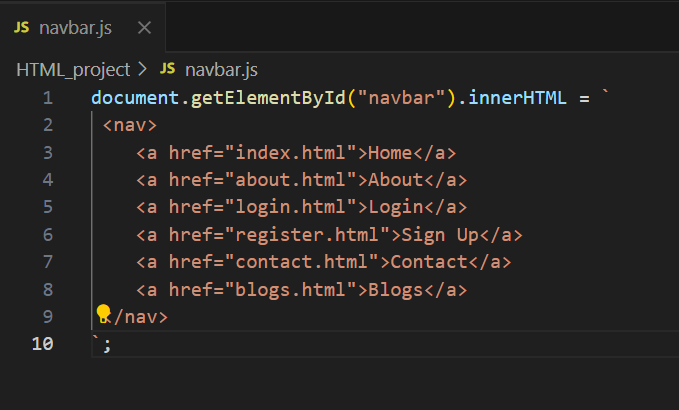 JS navbar.js
HTML_project > JS navbar.js
1 document.getElementById("navbar").innerHTML = `
2 <nav>
3 <a href="index.html">Home</a>
4 <a href="about.html">About</a>
5 <a href="login.html">Login</a>
6 <a href="register.html">Sign Up</a>
7 <a href="contact.html">Contact</a>
8 <a href="blogs.html">Blogs</a>
9 </nav>
10 `;